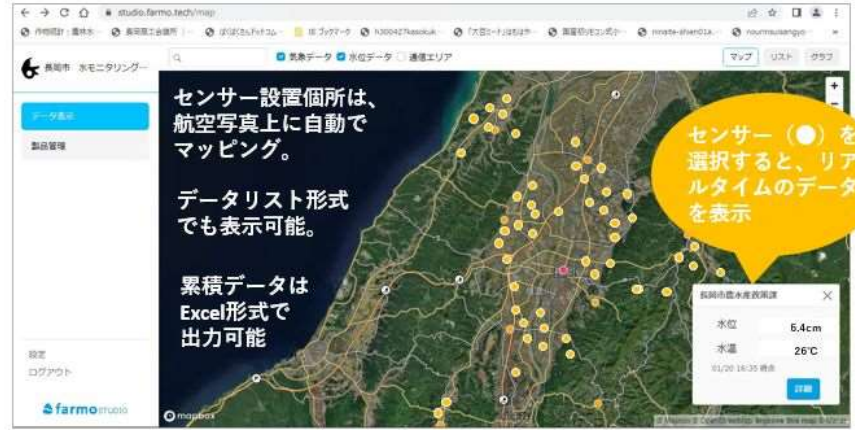 studio.farmo.tech/map
長岡市 水モニタリング…
気象データ 水位データ 通信エリア
マップ リスト グラフ
データ表示
製品管理
センサー設置個所は、
航空写真上に自動で
マッピング。
データリスト形式
でも表示可能。
累積データは
Excel形式で
出力可能
センサー（●）を
選択すると、リア
ルタイムのデータ
を表示
長岡市農水産政策課 ×
水位 6.4cm
水温 26℃
01/20 16:35 時点
詳細
設定
ログアウト
farmo studio
mapbox